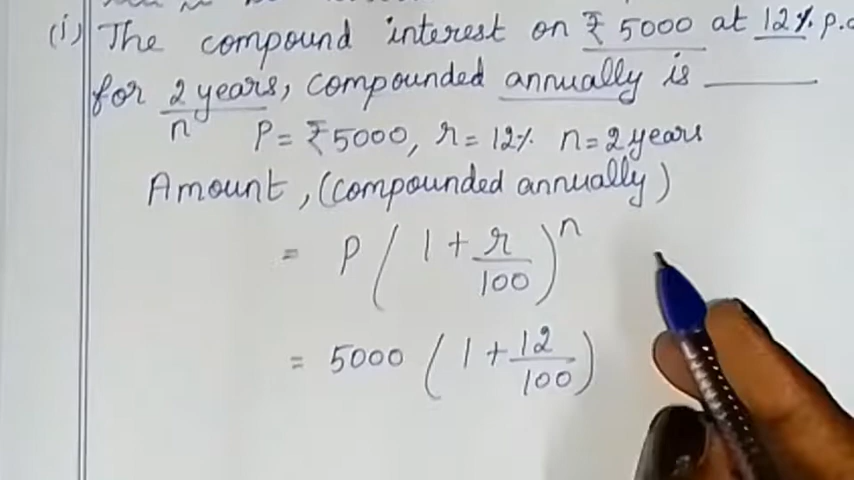 (i) The compound interest on ₹ 5000 at 12%. p.a
for 2 years, compounded annually is ______
n P = ₹5000, r = 12% n = 2 years
Amount, (compounded annually)
= P ( 1 + r/100 )^n
= 5000 ( 1 + 12/100 )